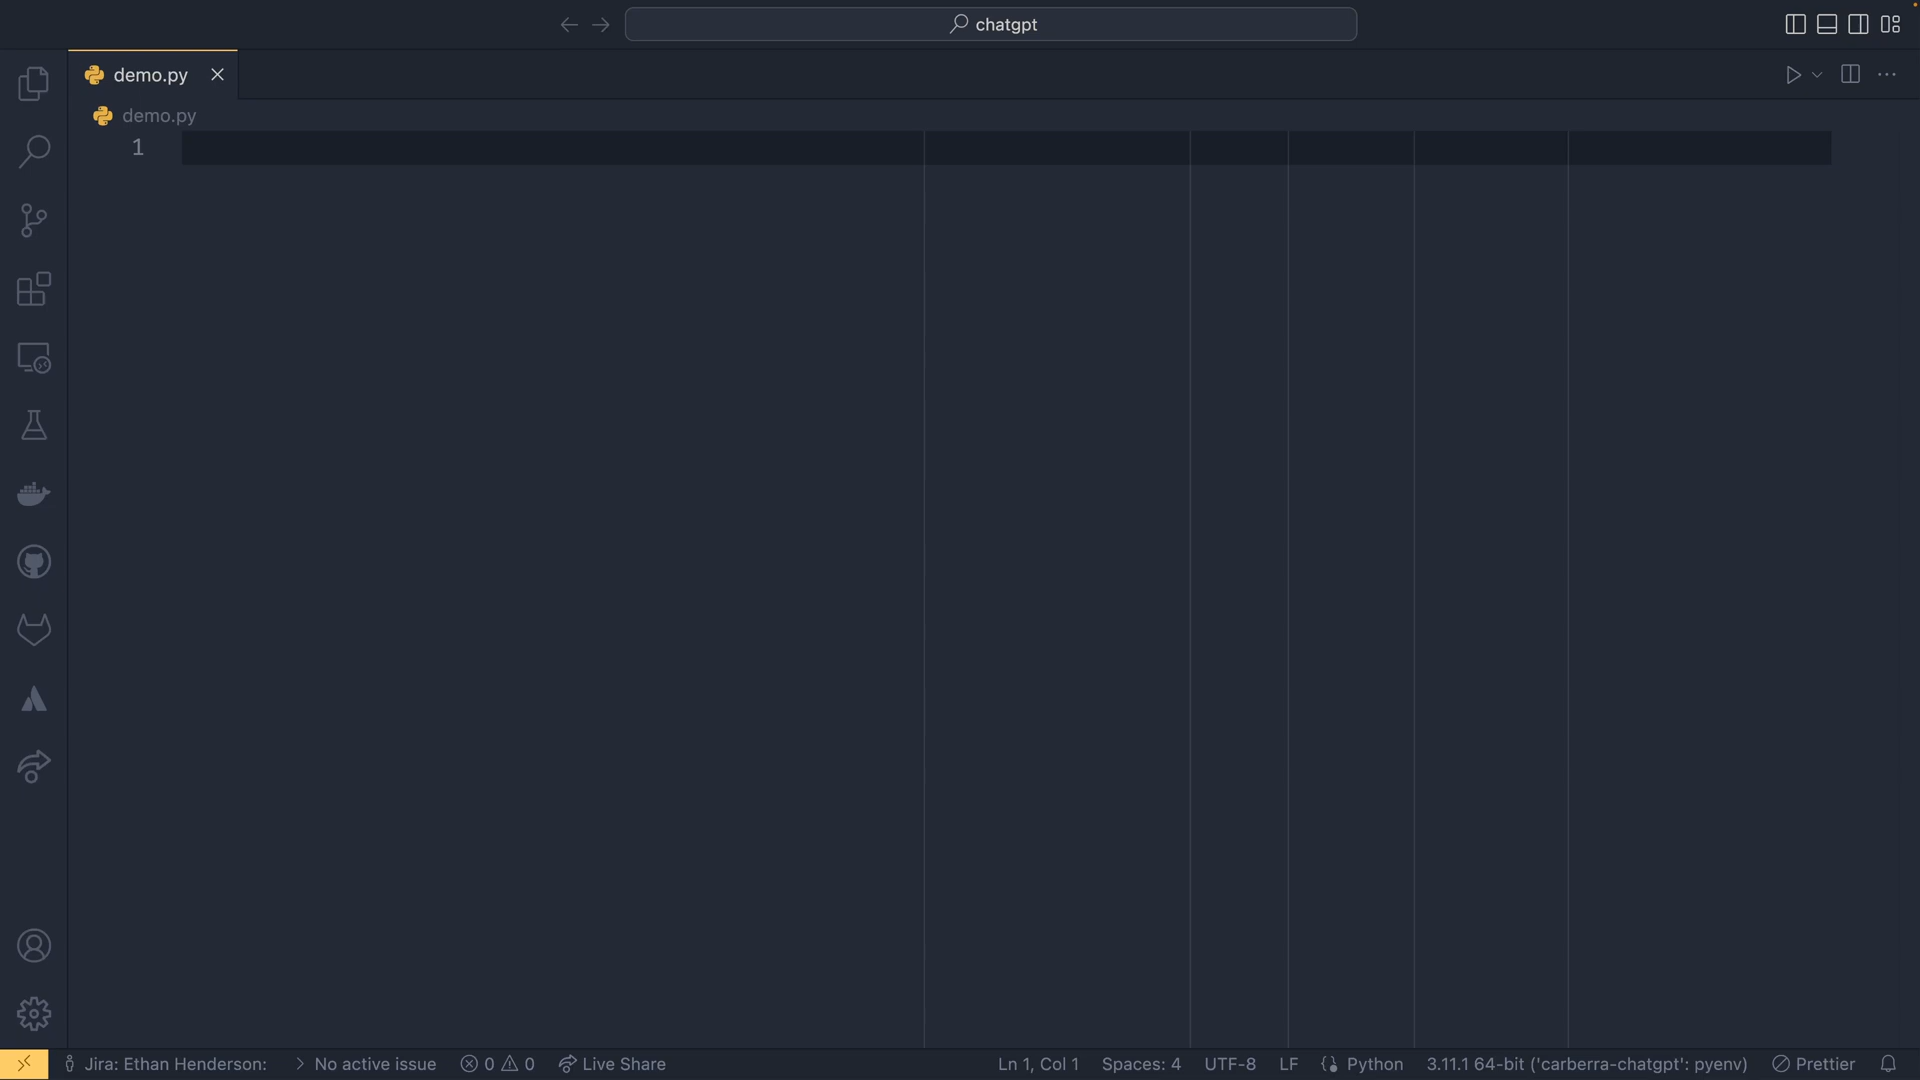 chatgpt
demo.py
demo.py
1
Jira: Ethan Henderson: No active issue 0 0 Live Share Ln 1, Col 1 Spaces: 4 UTF-8 LF Python 3.11.1 64-bit ('carberra-chatgpt': pyenv) Prettier